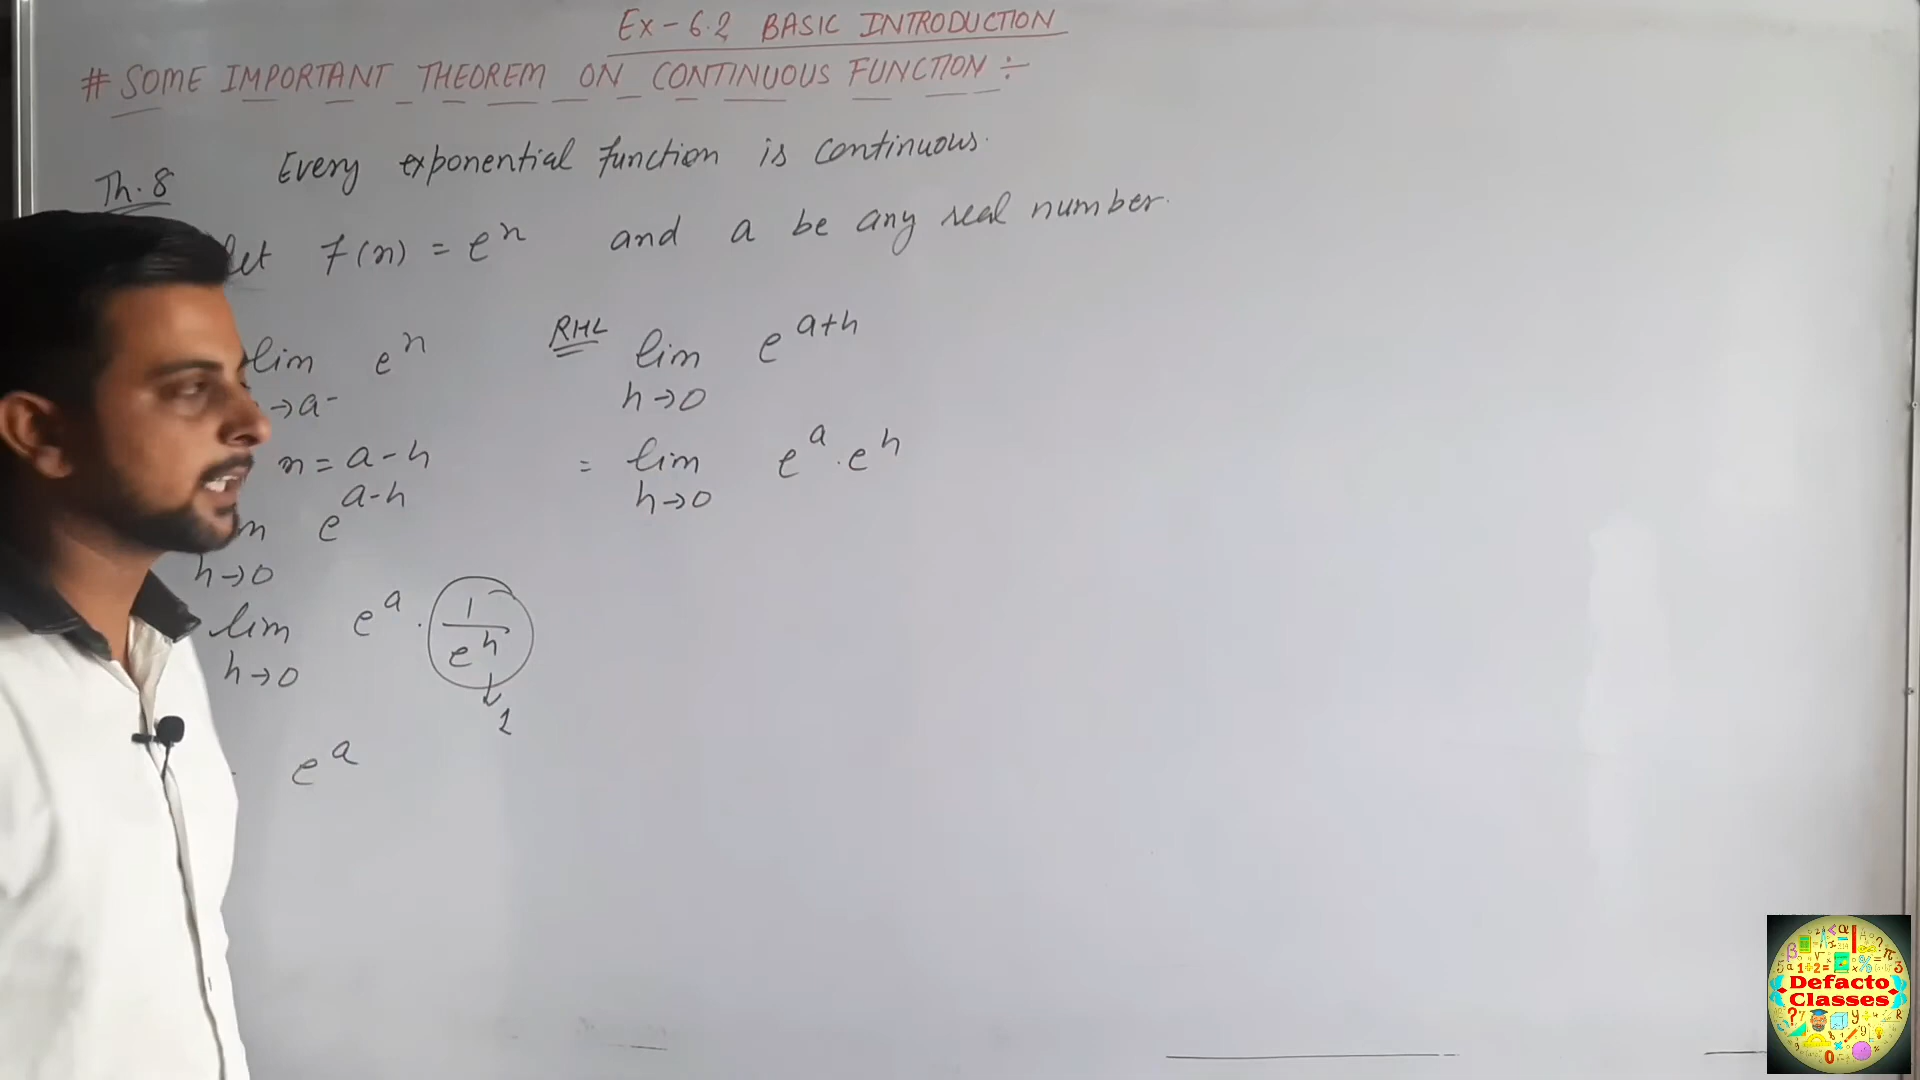 Ex-6.2 BASIC INTRODUCTION
# SOME IMPORTANT THEOREM ON CONTINUOUS FUNCTION ÷
Th. 8 Every exponential function is continuous.
let f(x) = e^x and a be any real number.
lim e^x
→a-
x = a-h
e^a-h
h→0
lim e^a . 1/e^h
h→0
1
e^a
RHL lim e^a+h
h→0
= lim e^a . e^h
h→0
Defacto
Classes